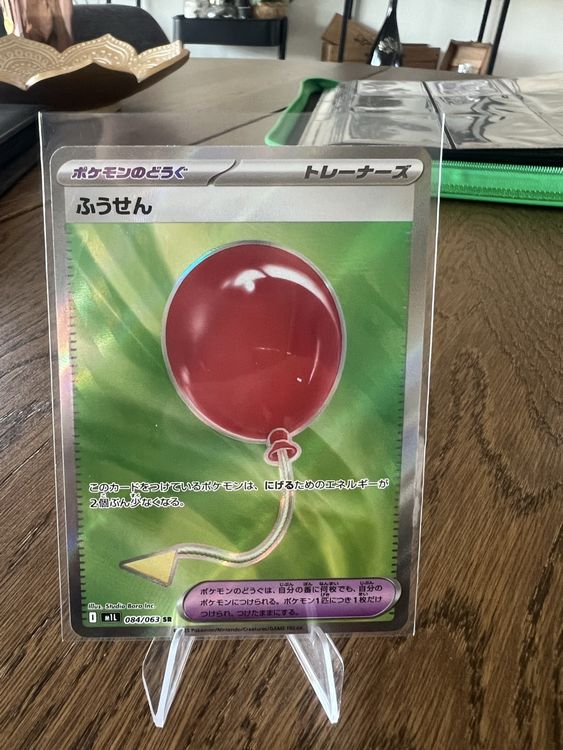 ポケモンのどうぐ トレーナーズ
ふうせん
このカードをつけているポケモンは、にげるためのエネルギーが
2個ぶん少なくなる。
ポケモンのどうぐは、自分の番に何枚でも、自分の
ポケモンにつけられる。ポケモン1匹につき1枚だけ
つけられ、つけたままにする。
Illus. Studio Bora Inc.
I M1L 084/063 SR
Pokémon/Nintendo/Creatures/GAME FREAK.